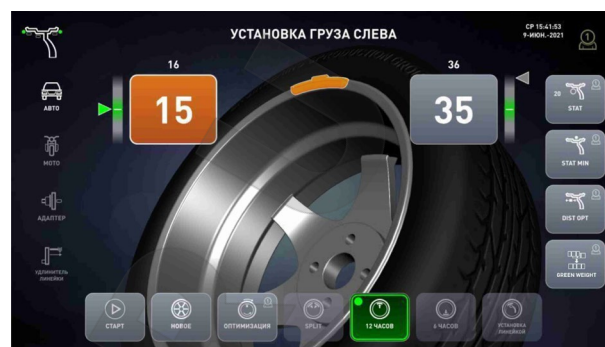 УСТАНОВКА ГРУЗА СЛЕВА
СР 15:41:53
9-ИЮН.-2021
1
16
15
36
35
АВТО
МОТО
АДАПТЕР
УДЛИНИТЕЛЬ
ЛИНЕЙКИ
20
STAT
STAT MIN
DIST OPT
GREEN WEIGHT
СТАРТ
НОВОЕ
ОПТИМИЗАЦИЯ
SPLIT
12 ЧАСОВ
6 ЧАСОВ
УСТАНОВКА
ЛИНЕЙКОЙ